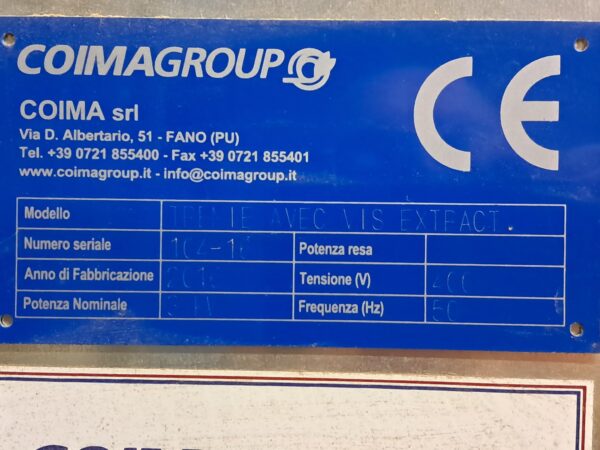 COIMAGROUP
CE
COIMA srl
Via D. Albertario, 51 - FANO (PU)
Tel. +39 0721 855400 - Fax +39 0721 855401
www.coimagroup.it - info@coimagroup.it
Modello TREMIE AVEC VIS EXTRACT.
Numero seriale Potenza resa
Anno di Fabbricazione Tensione (V) 400
Potenza Nominale Frequenza (Hz) 50